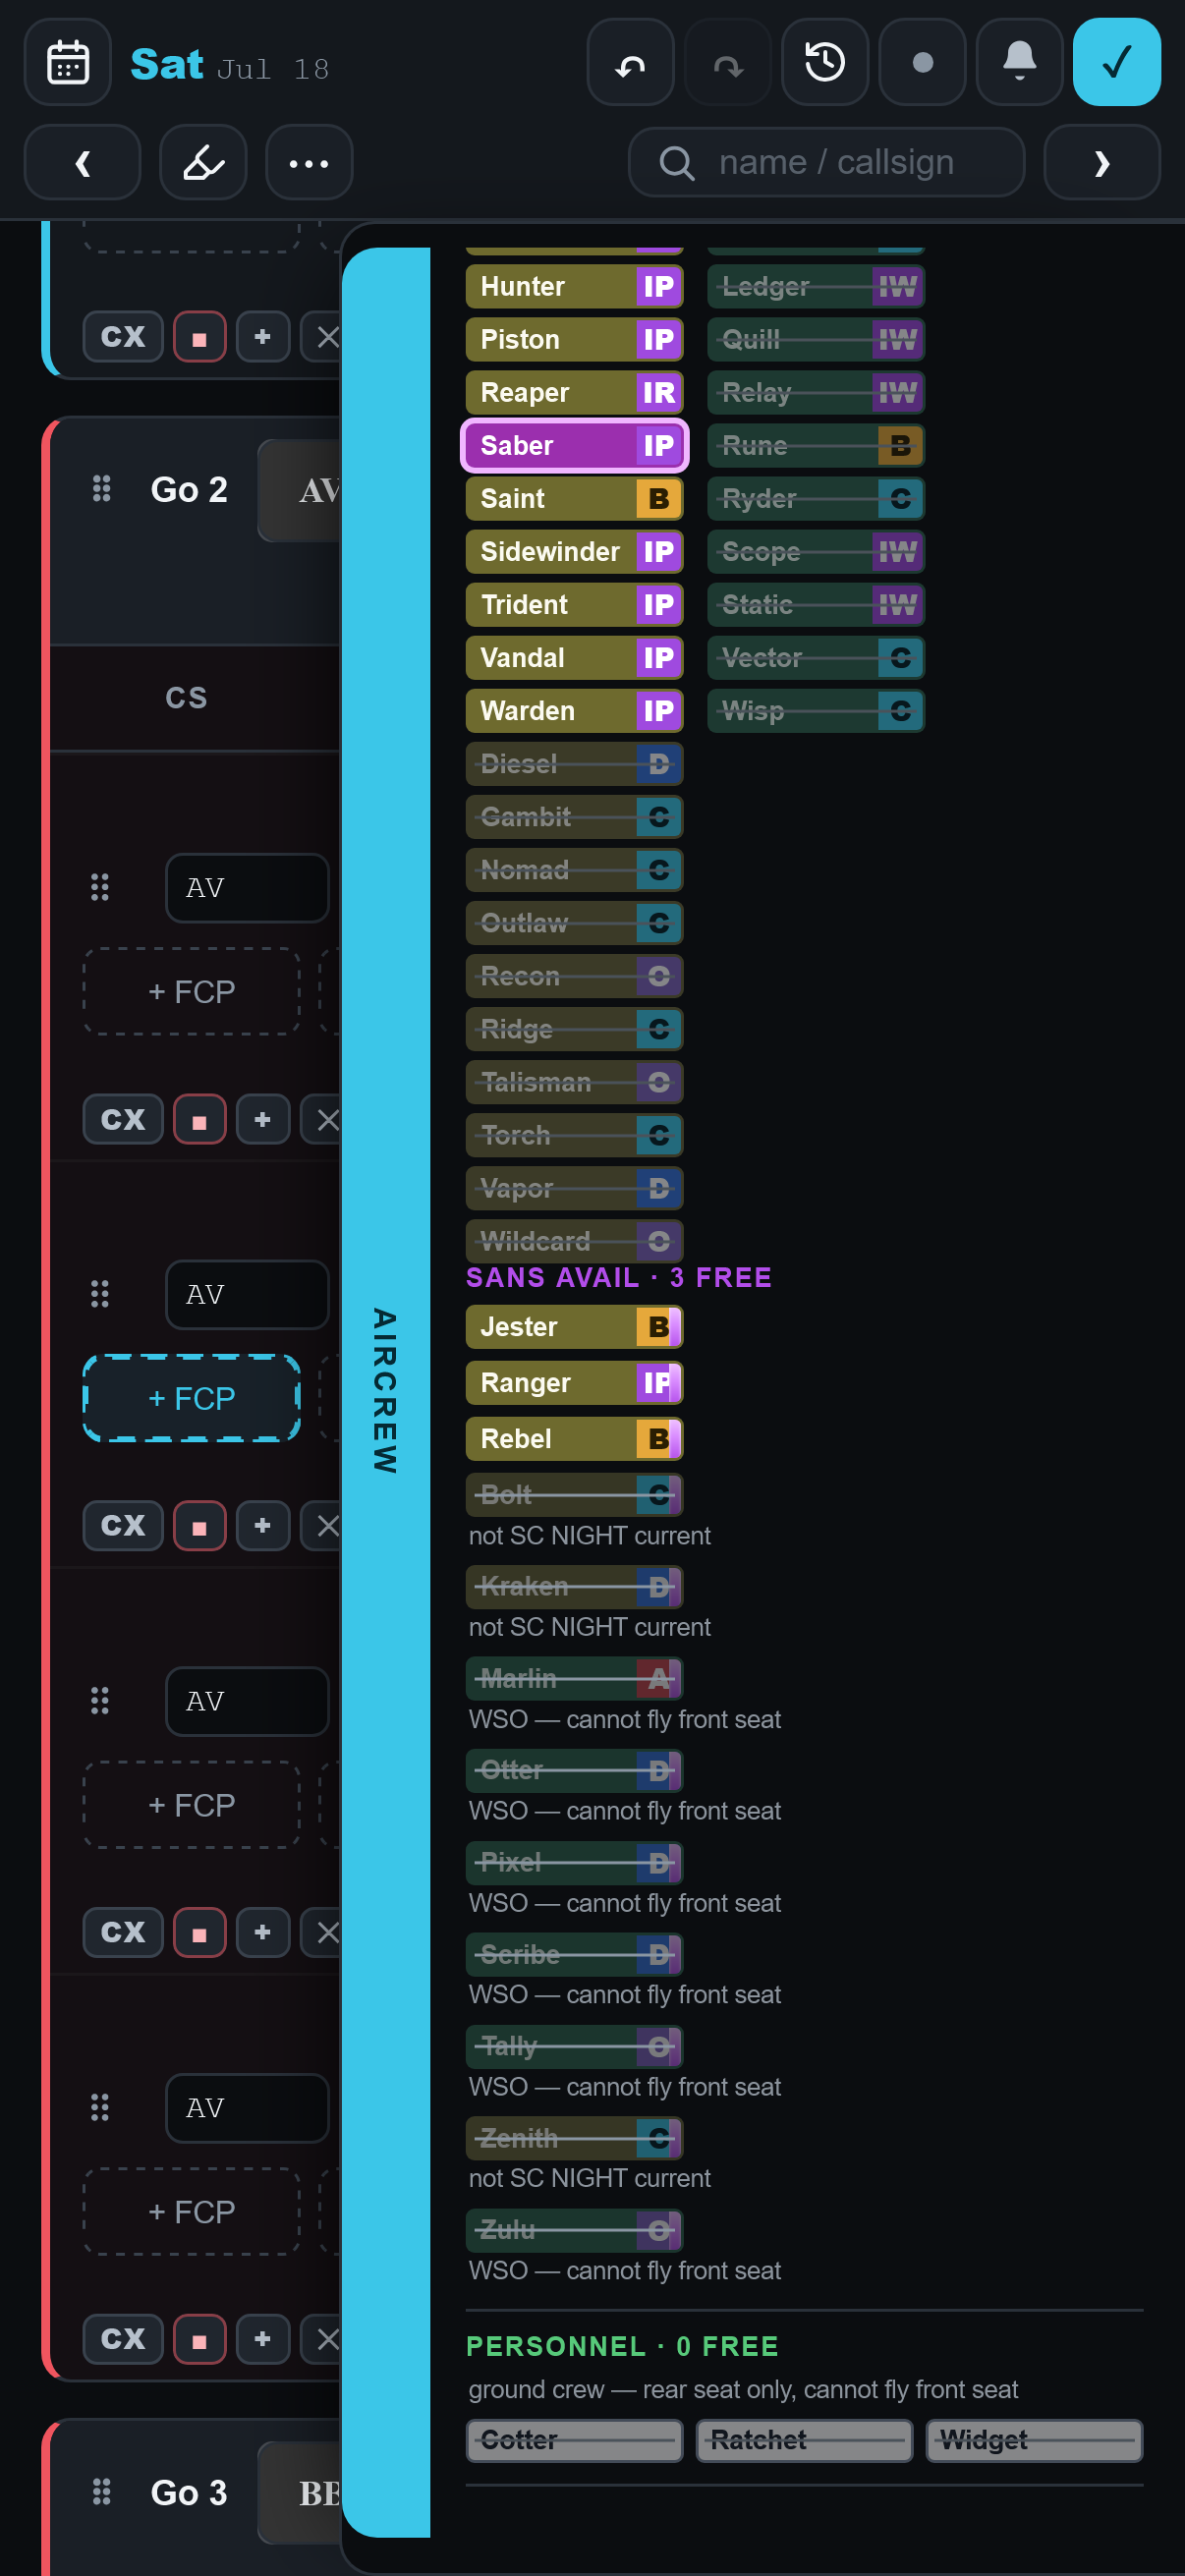 Sat Jul 18
name / callsign
Hunter IP Ledger IW
CX + Piston IP Quill IW
Reaper IR Relay IW
Saber IP Rune B
Go 2 AV Saint B Ryder C
Sidewinder IP Scope IW
Trident IP Static IW
Vandal IP Vector C
CS Warden IP Wisp C
Diesel D
Gambit C
AV Nomad C
Outlaw C
+ FCP Recon O
Ridge C
Talisman O
CX + Torch C
Vapor D
Wildcard O
SANS AVAIL · 3 FREE
AV
Jester B
AIRCREW
+ FCP Ranger IP
Rebel B
Bolt C
CX +
not SC NIGHT current
Kraken D
not SC NIGHT current
Marlin A
AV
WSO — cannot fly front seat
Otter D
+ FCP
WSO — cannot fly front seat
Pixel D
WSO — cannot fly front seat
CX +
Scribe D
WSO — cannot fly front seat
Tally O
WSO — cannot fly front seat
AV
Zenith C
not SC NIGHT current
+ FCP
Zulu O
WSO — cannot fly front seat
CX +
PERSONNEL · 0 FREE
ground crew — rear seat only, cannot fly front seat
Cotter Ratchet Widget
Go 3